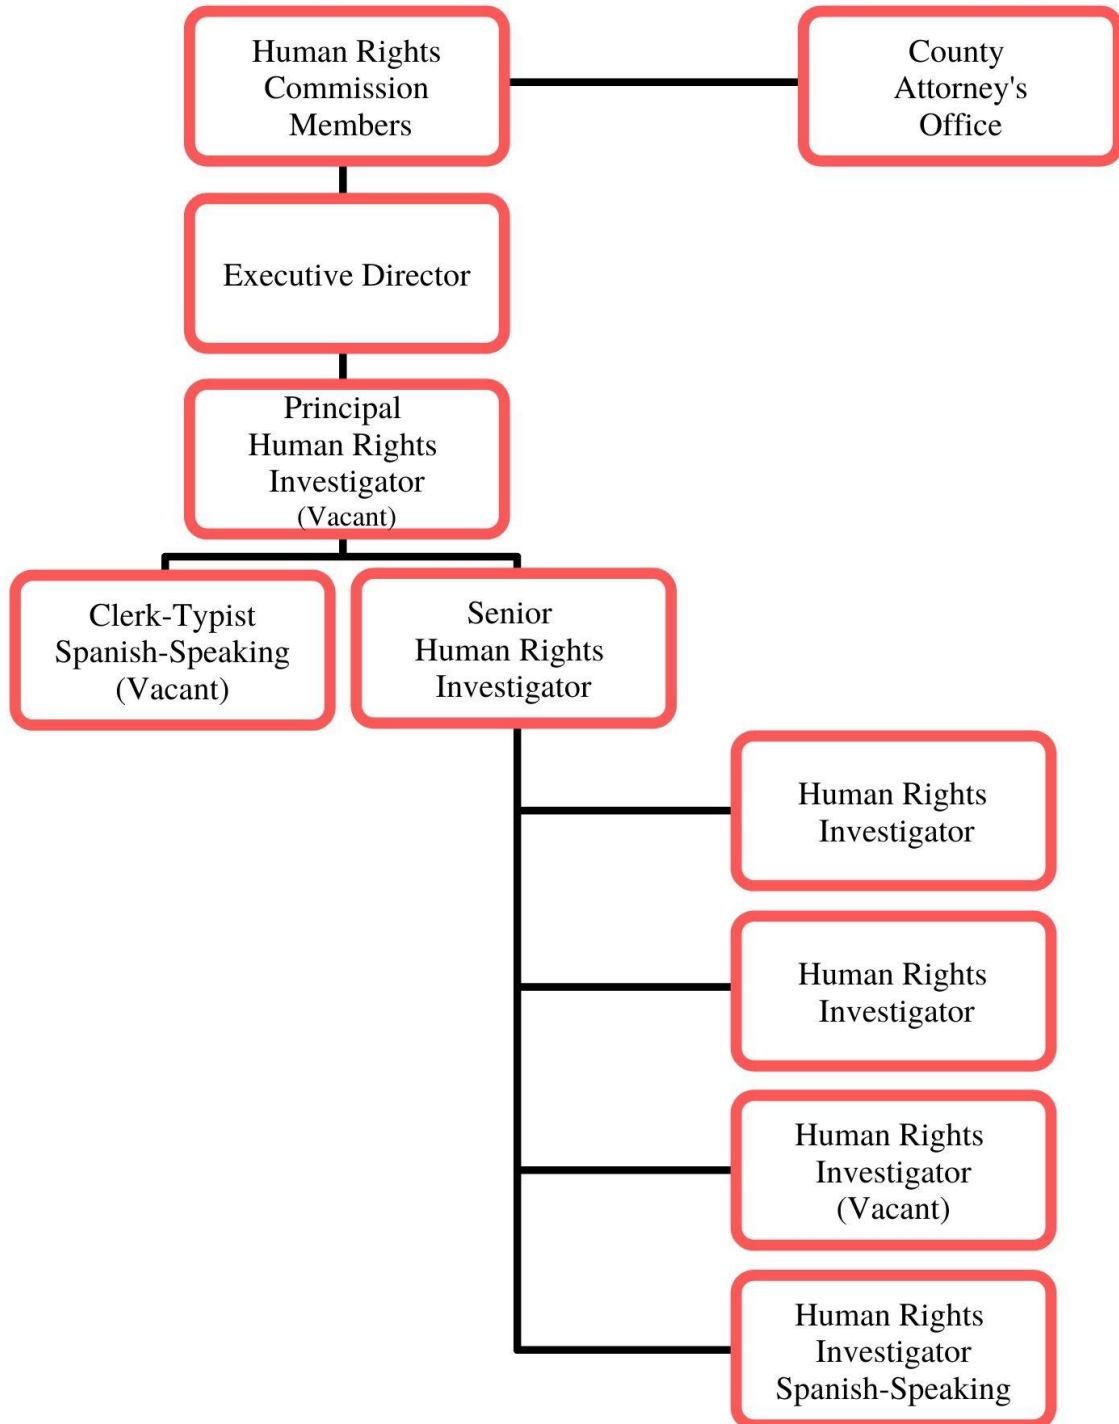 Human Rights
Commission
Members
County
Attorney's
Office
Executive Director
Principal
Human Rights
Investigator
(Vacant)
Clerk-Typist
Spanish-Speaking
(Vacant)
Senior
Human Rights
Investigator
Human Rights
Investigator
Human Rights
Investigator
Human Rights
Investigator
(Vacant)
Human Rights
Investigator
Spanish-Speaking